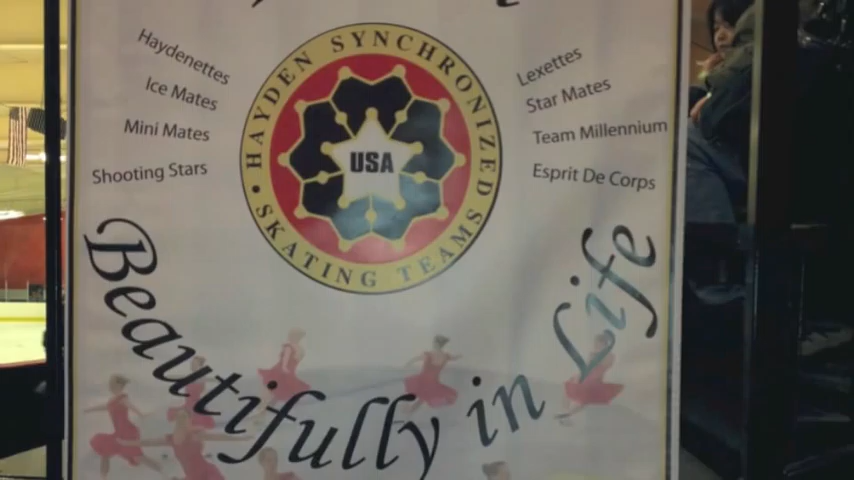 Haydenettes
Ice Mates
Mini Mates
Shooting Stars
HAYDEN SYNCHRONIZED
SKATING TEAMS
USA
Lexettes
Star Mates
Team Millennium
Esprit De Corps
Beautifully in Life